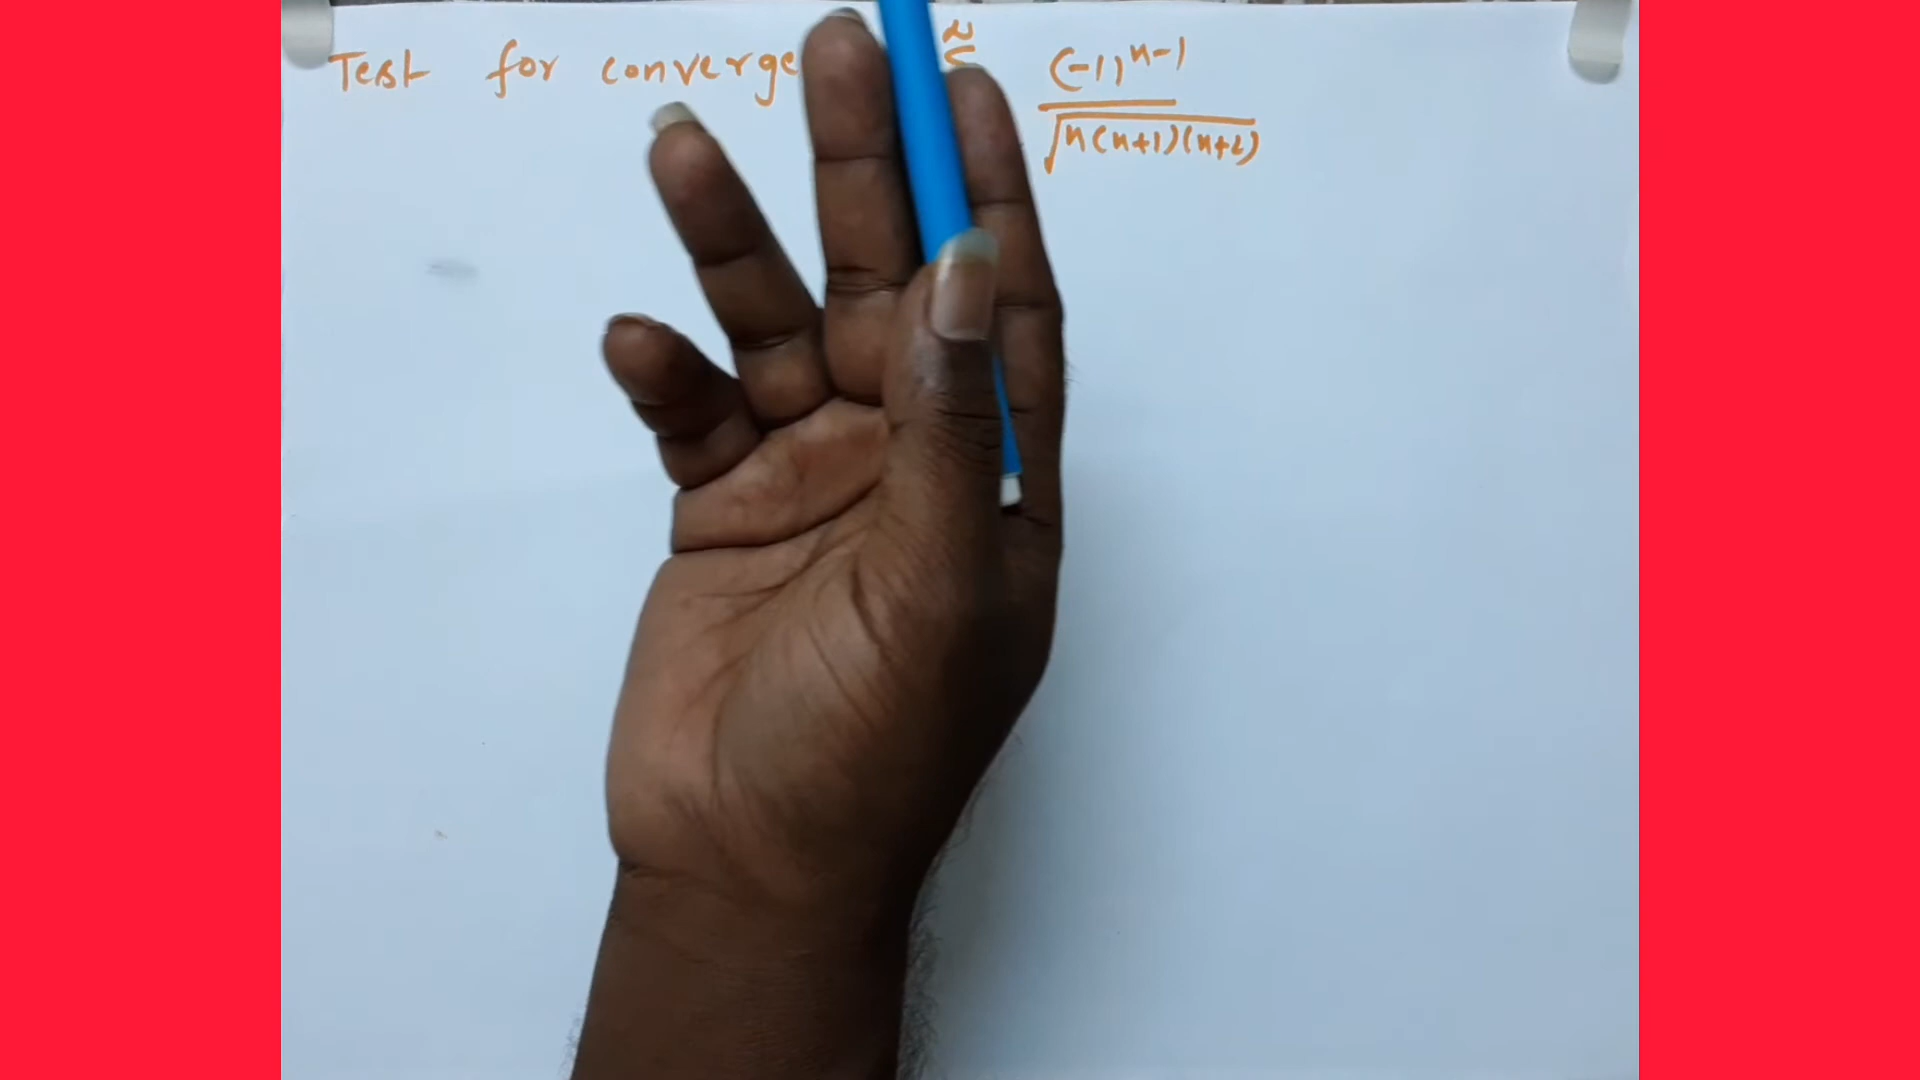 Test for converge (-1)^{n-1} / √n(n+1)(n+2)